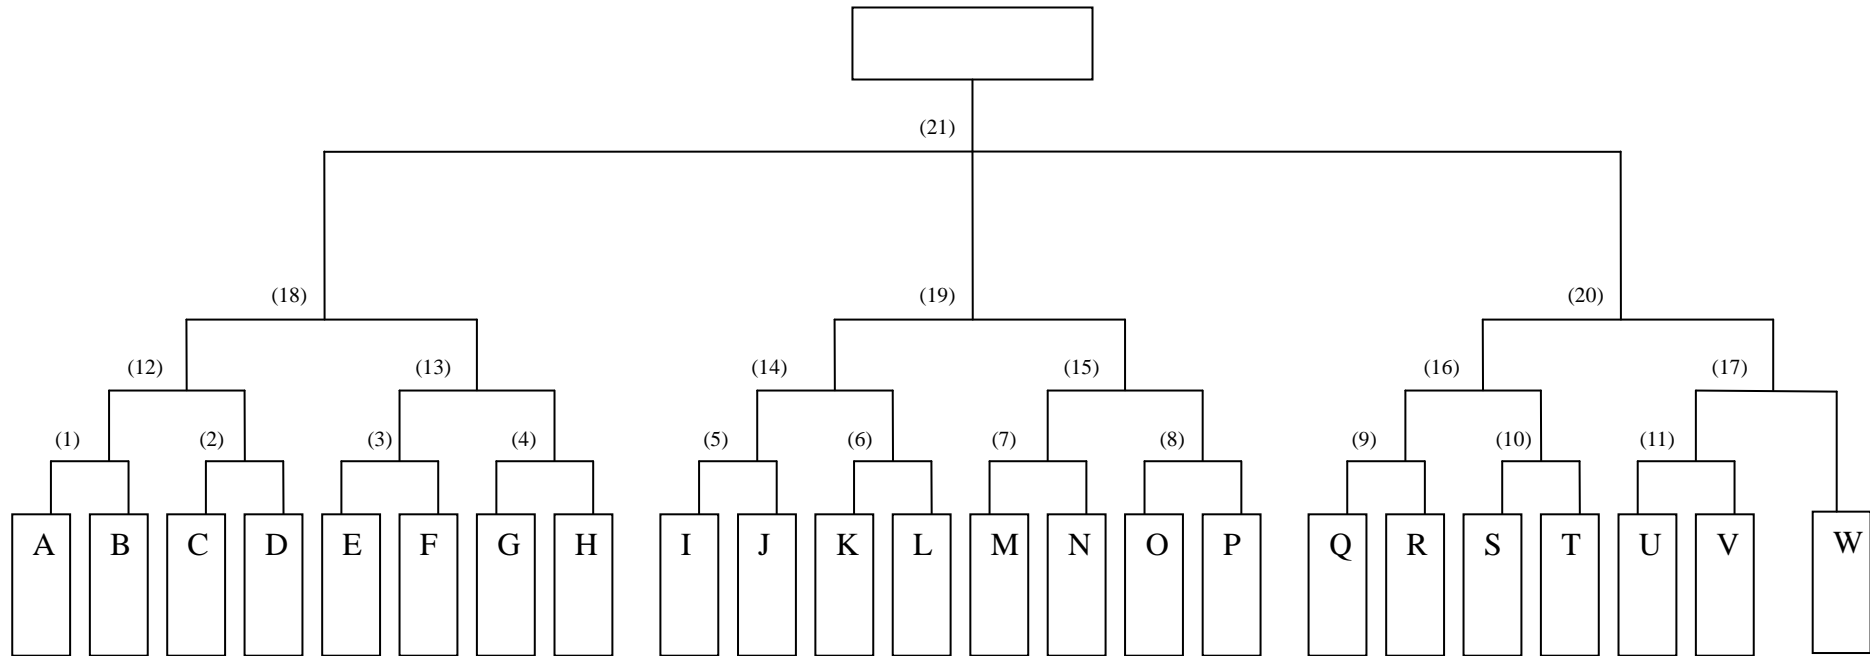 (21)
(18) (19) (20)
(12) (13) (14) (15) (16) (17)
(1) (2) (3) (4) (5) (6) (7) (8) (9) (10) (11)
A B C D E F G H I J K L M N O P Q R S T U V W